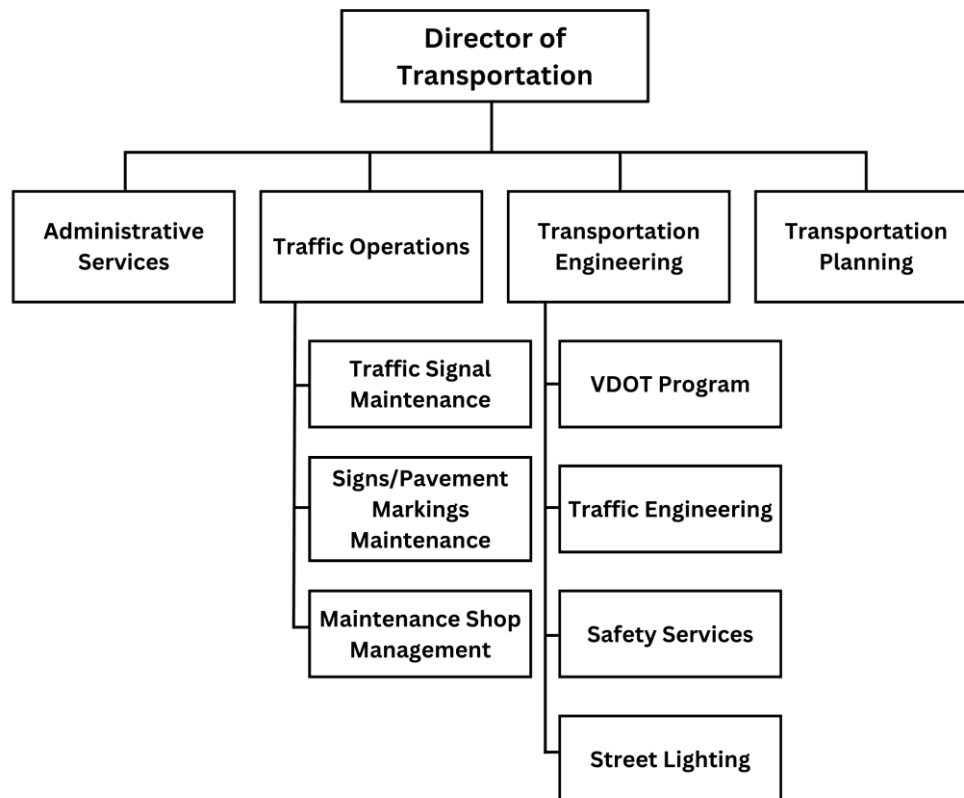 Director of
Transportation
Administrative
Services
Traffic Operations
Transportation
Engineering
Transportation
Planning
Traffic Signal
Maintenance
Signs/Pavement
Markings
Maintenance
Maintenance Shop
Management
VDOT Program
Traffic Engineering
Safety Services
Street Lighting